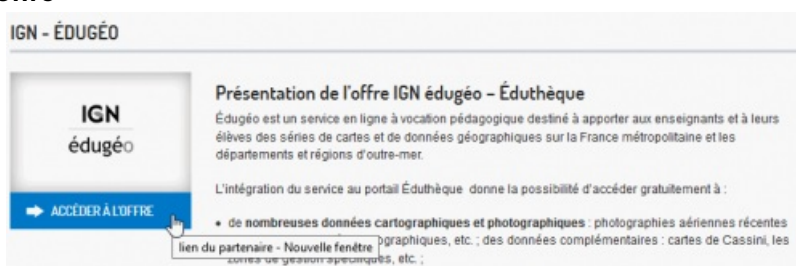 IGN - ÉDUGÉO
IGN
édugéo
ACCÉDER À L'OFFRE
Présentation de l'offre IGN édugéo – Éduthèque
Édugéo est un service en ligne à vocation pédagogique destiné à apporter aux enseignants et à leurs
élèves des séries de cartes et de données géographiques sur la France métropolitaine et les
départements et régions d'outre-mer.
L'intégration du service au portail Éduthèque donne la possibilité d'accéder gratuitement à :
• de nombreuses données cartographiques et photographiques : photographies aériennes récentes
ographiques, etc. ; des données complémentaires : cartes de Cassini, les
lien du partenaire - Nouvelle fenêtre
zones de gestion spécifiques, etc. ;